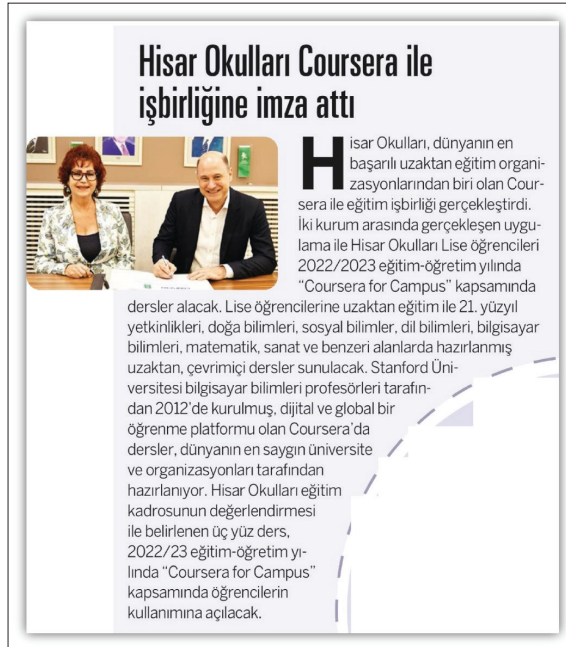 Hisar Okulları Coursera ile
işbirliğine imza attı
Hisar Okulları, dünyanın en
başarılı uzaktan eğitim organi-
zasyonlarından biri olan Cour-
sera ile eğitim işbirliği gerçekleştirdi.
İki kurum arasında gerçekleşen uygu-
lama ile Hisar Okulları Lise öğrencileri
2022/2023 eğitim-öğretim yılında
“Coursera for Campus” kapsamında
dersler alacak. Lise öğrencilerine uzaktan eğitim ile 21. yüzyıl
yetkinlikleri, doğa bilimleri, sosyal bilimler, dil bilimleri, bilgisayar
bilimleri, matematik, sanat ve benzeri alanlarda hazırlanmış
uzaktan, çevrimiçi dersler sunulacak. Stanford Üni-
versitesi bilgisayar bilimleri profesörleri tarafın-
dan 2012’de kurulmuş, dijital ve global bir
öğrenme platformu olan Coursera’da
dersler, dünyanın en saygın üniversite
ve organizasyonları tarafından
hazırlanıyor. Hisar Okulları eğitim
kadrosunun değerlendirmesi
ile belirlenen üç yüz ders,
2022/23 eğitim-öğretim yı-
lında “Coursera for Campus”
kapsamında öğrencilerin
kullanımına açılacak.